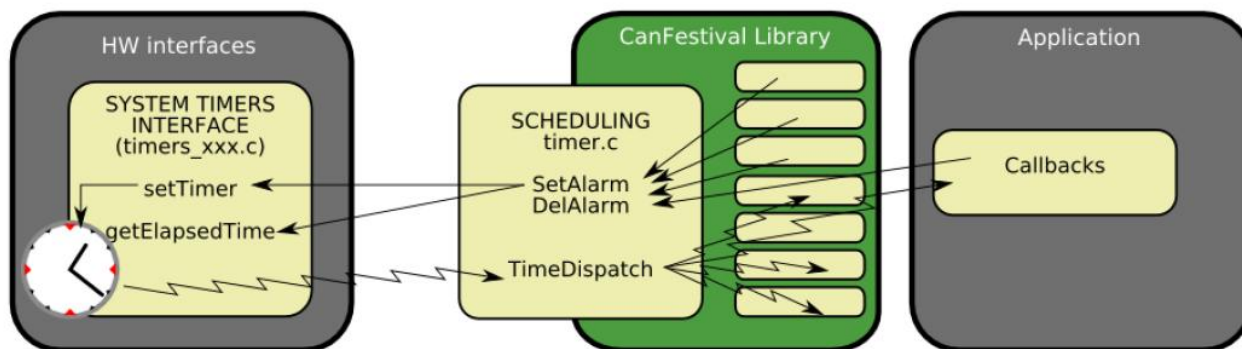 HW interfaces
SYSTEM TIMERS
INTERFACE
(timers_xxx.c)
setTimer
getElapsedTime
CanFestival Library
SCHEDULING
timer.c
SetAlarm
DelAlarm
TimeDispatch
Application
Callbacks